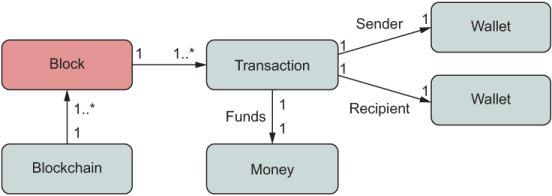 Sender
1
Wallet
Block
1
1..*
Transaction
1
1
1
Wallet
Recipient
1..*
1
Funds
1
1
Blockchain
Money